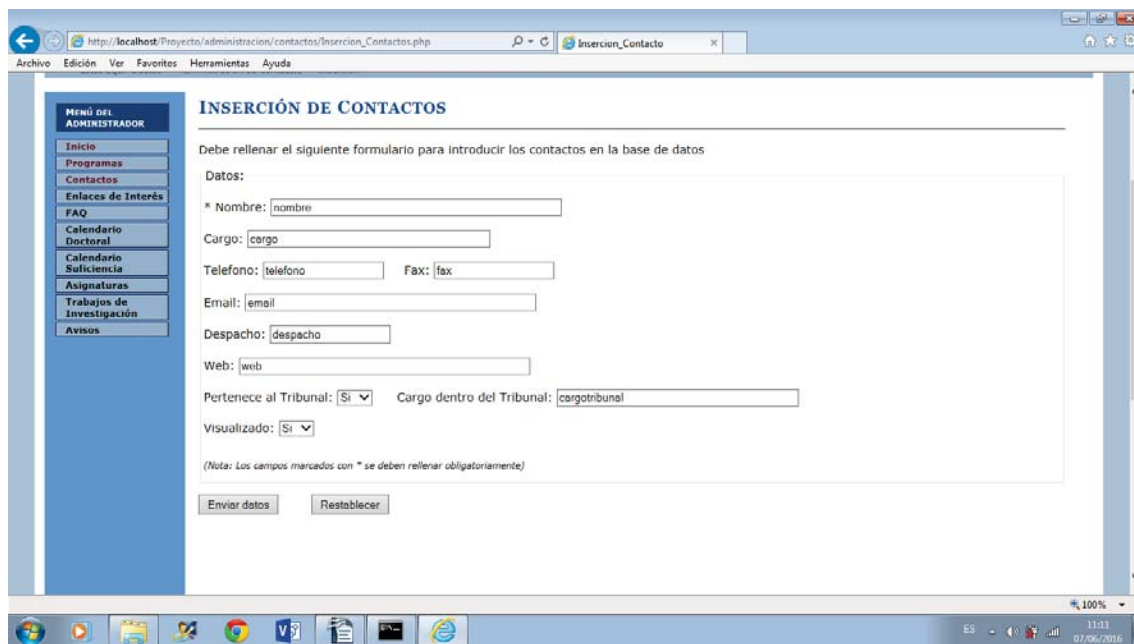 http://localhost/Proyecto/administracion/contactos/Insercion_Contactos.php
Insercion_Contacto
Archivo Edición Ver Favoritos Herramientas Ayuda
MENÚ DEL ADMINISTRADOR
Inicio
Programas
Contactos
Enlaces de Interés
FAQ
Calendario
Doctoral
Calendario
Suficiencia
Asignaturas
Trabajos de
Investigación
Avisos
INSERCIÓN DE CONTACTOS
Debe rellenar el siguiente formulario para introducir los contactos en la base de datos
Datos:
* Nombre: nombre
Cargo: cargo
Telefono: telefono Fax: fax
Email: email
Despacho: despacho
Web: web
Pertenece al Tribunal: Si Cargo dentro del Tribunal: cargotribunal
Visualizado: Si
(Nota: Los campos marcados con * se deben rellenar obligatoriamente)
Enviar datos Restablecer
100%
ES
11:11
07/06/2016